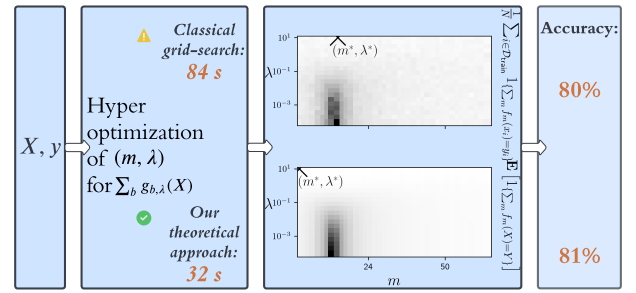 X, y
Classical
grid-search:
84 s
Hyper
optimization
of (m, λ)
for ∑_b g_{b,λ}(X)
Our
theoretical
approach:
32 s
10^1
(m*, λ*)
λ 10^{-1}
10^{-3}
10^1
(m*, λ*)
λ 10^{-1}
10^{-3}
24 50
m
1/N ∑_{i∈D_train} 1_{{∑_m f_m(x_i)=y_i}}
E[1_{{∑_m f_m(X)=Y}}]
Accuracy:
80%
81%